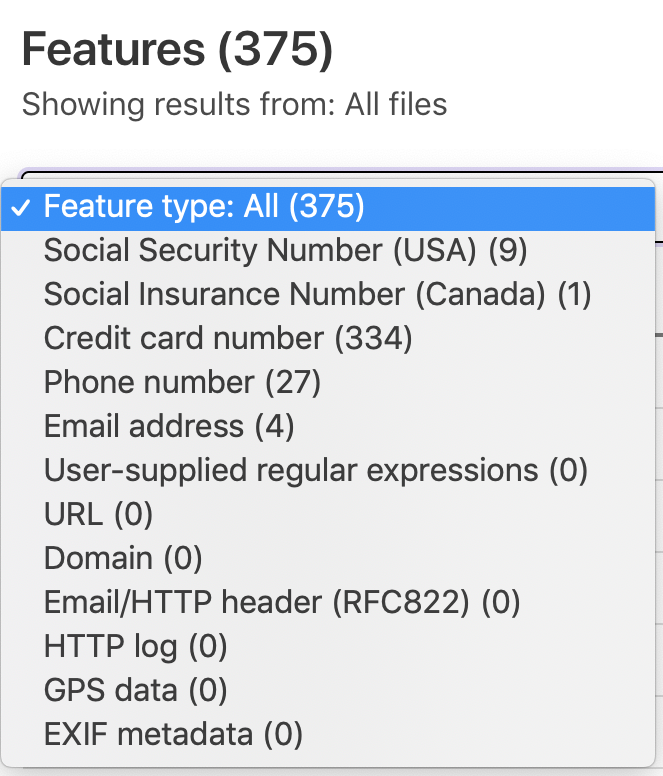 Features (375)
Showing results from: All files
✓ Feature type: All (375)
Social Security Number (USA) (9)
Social Insurance Number (Canada) (1)
Credit card number (334)
Phone number (27)
Email address (4)
User-supplied regular expressions (0)
URL (0)
Domain (0)
Email/HTTP header (RFC822) (0)
HTTP log (0)
GPS data (0)
EXIF metadata (0)